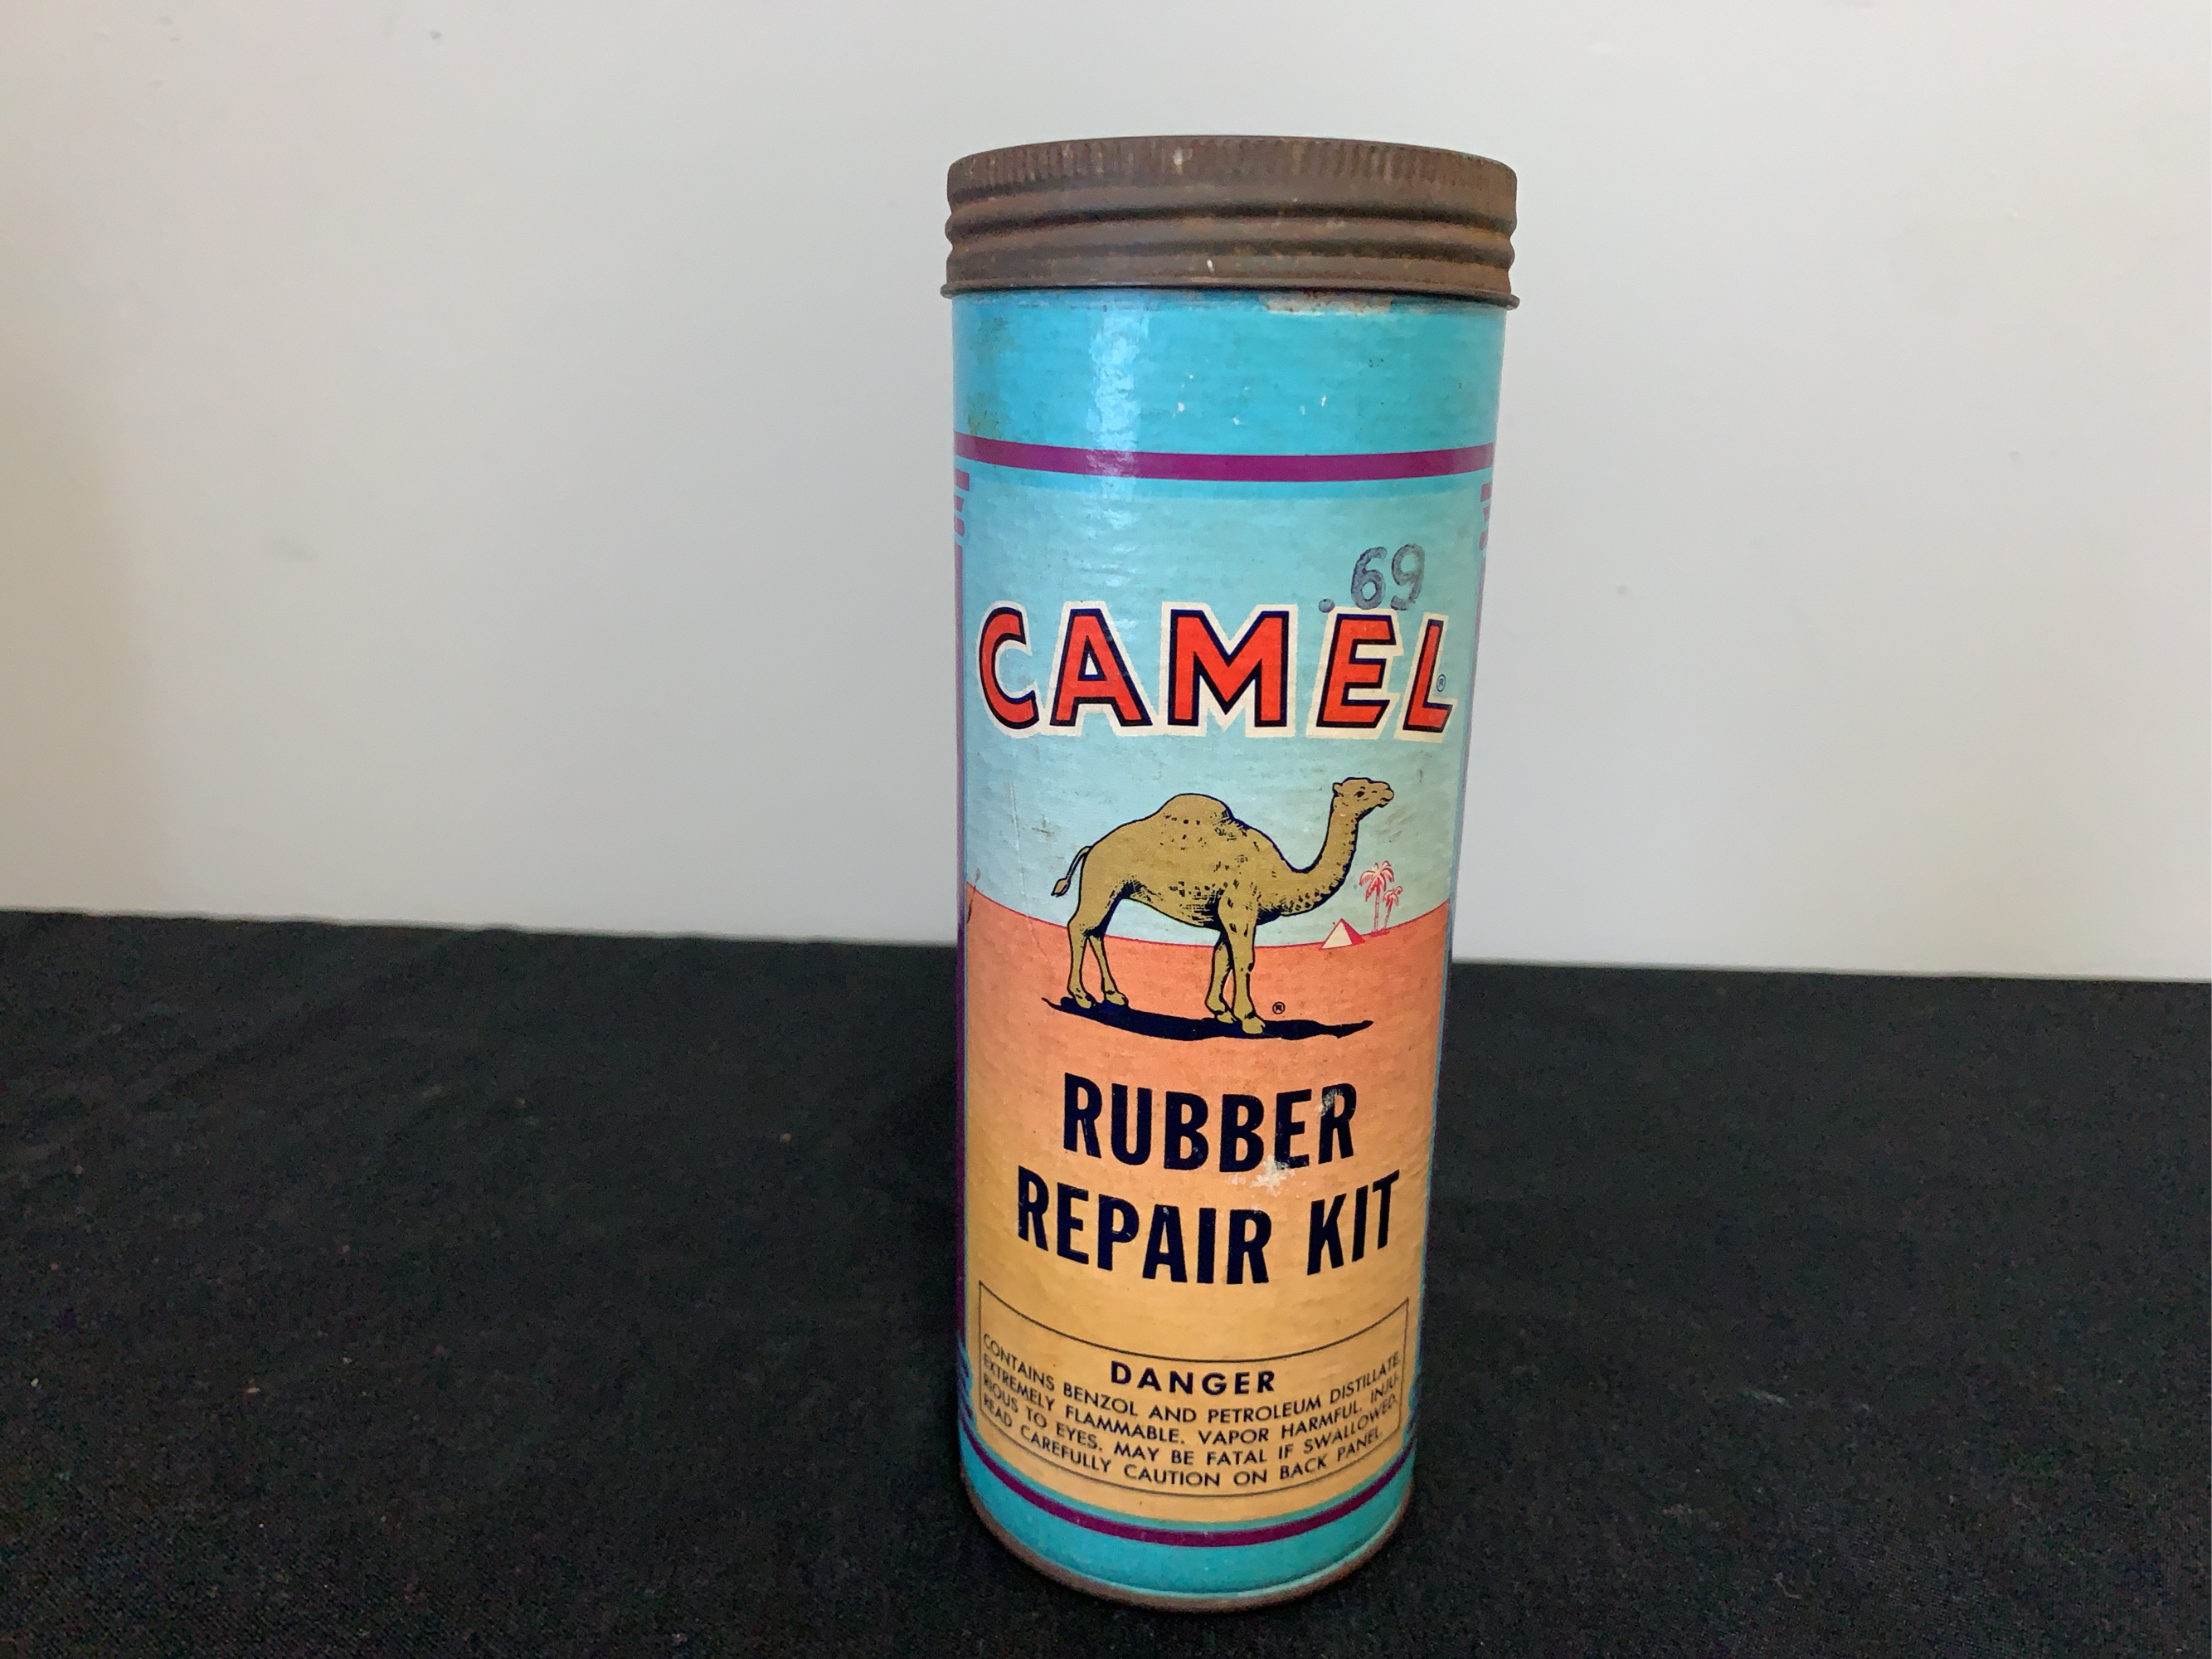 .69
CAMEL®
®
RUBBER
REPAIR KIT
DANGER
CONTAINS BENZOL AND PETROLEUM DISTILLATE.
EXTREMELY FLAMMABLE. VAPOR HARMFUL. INJU-
RIOUS TO EYES. MAY BE FATAL IF SWALLOWED.
READ CAREFULLY CAUTION ON BACK PANEL.